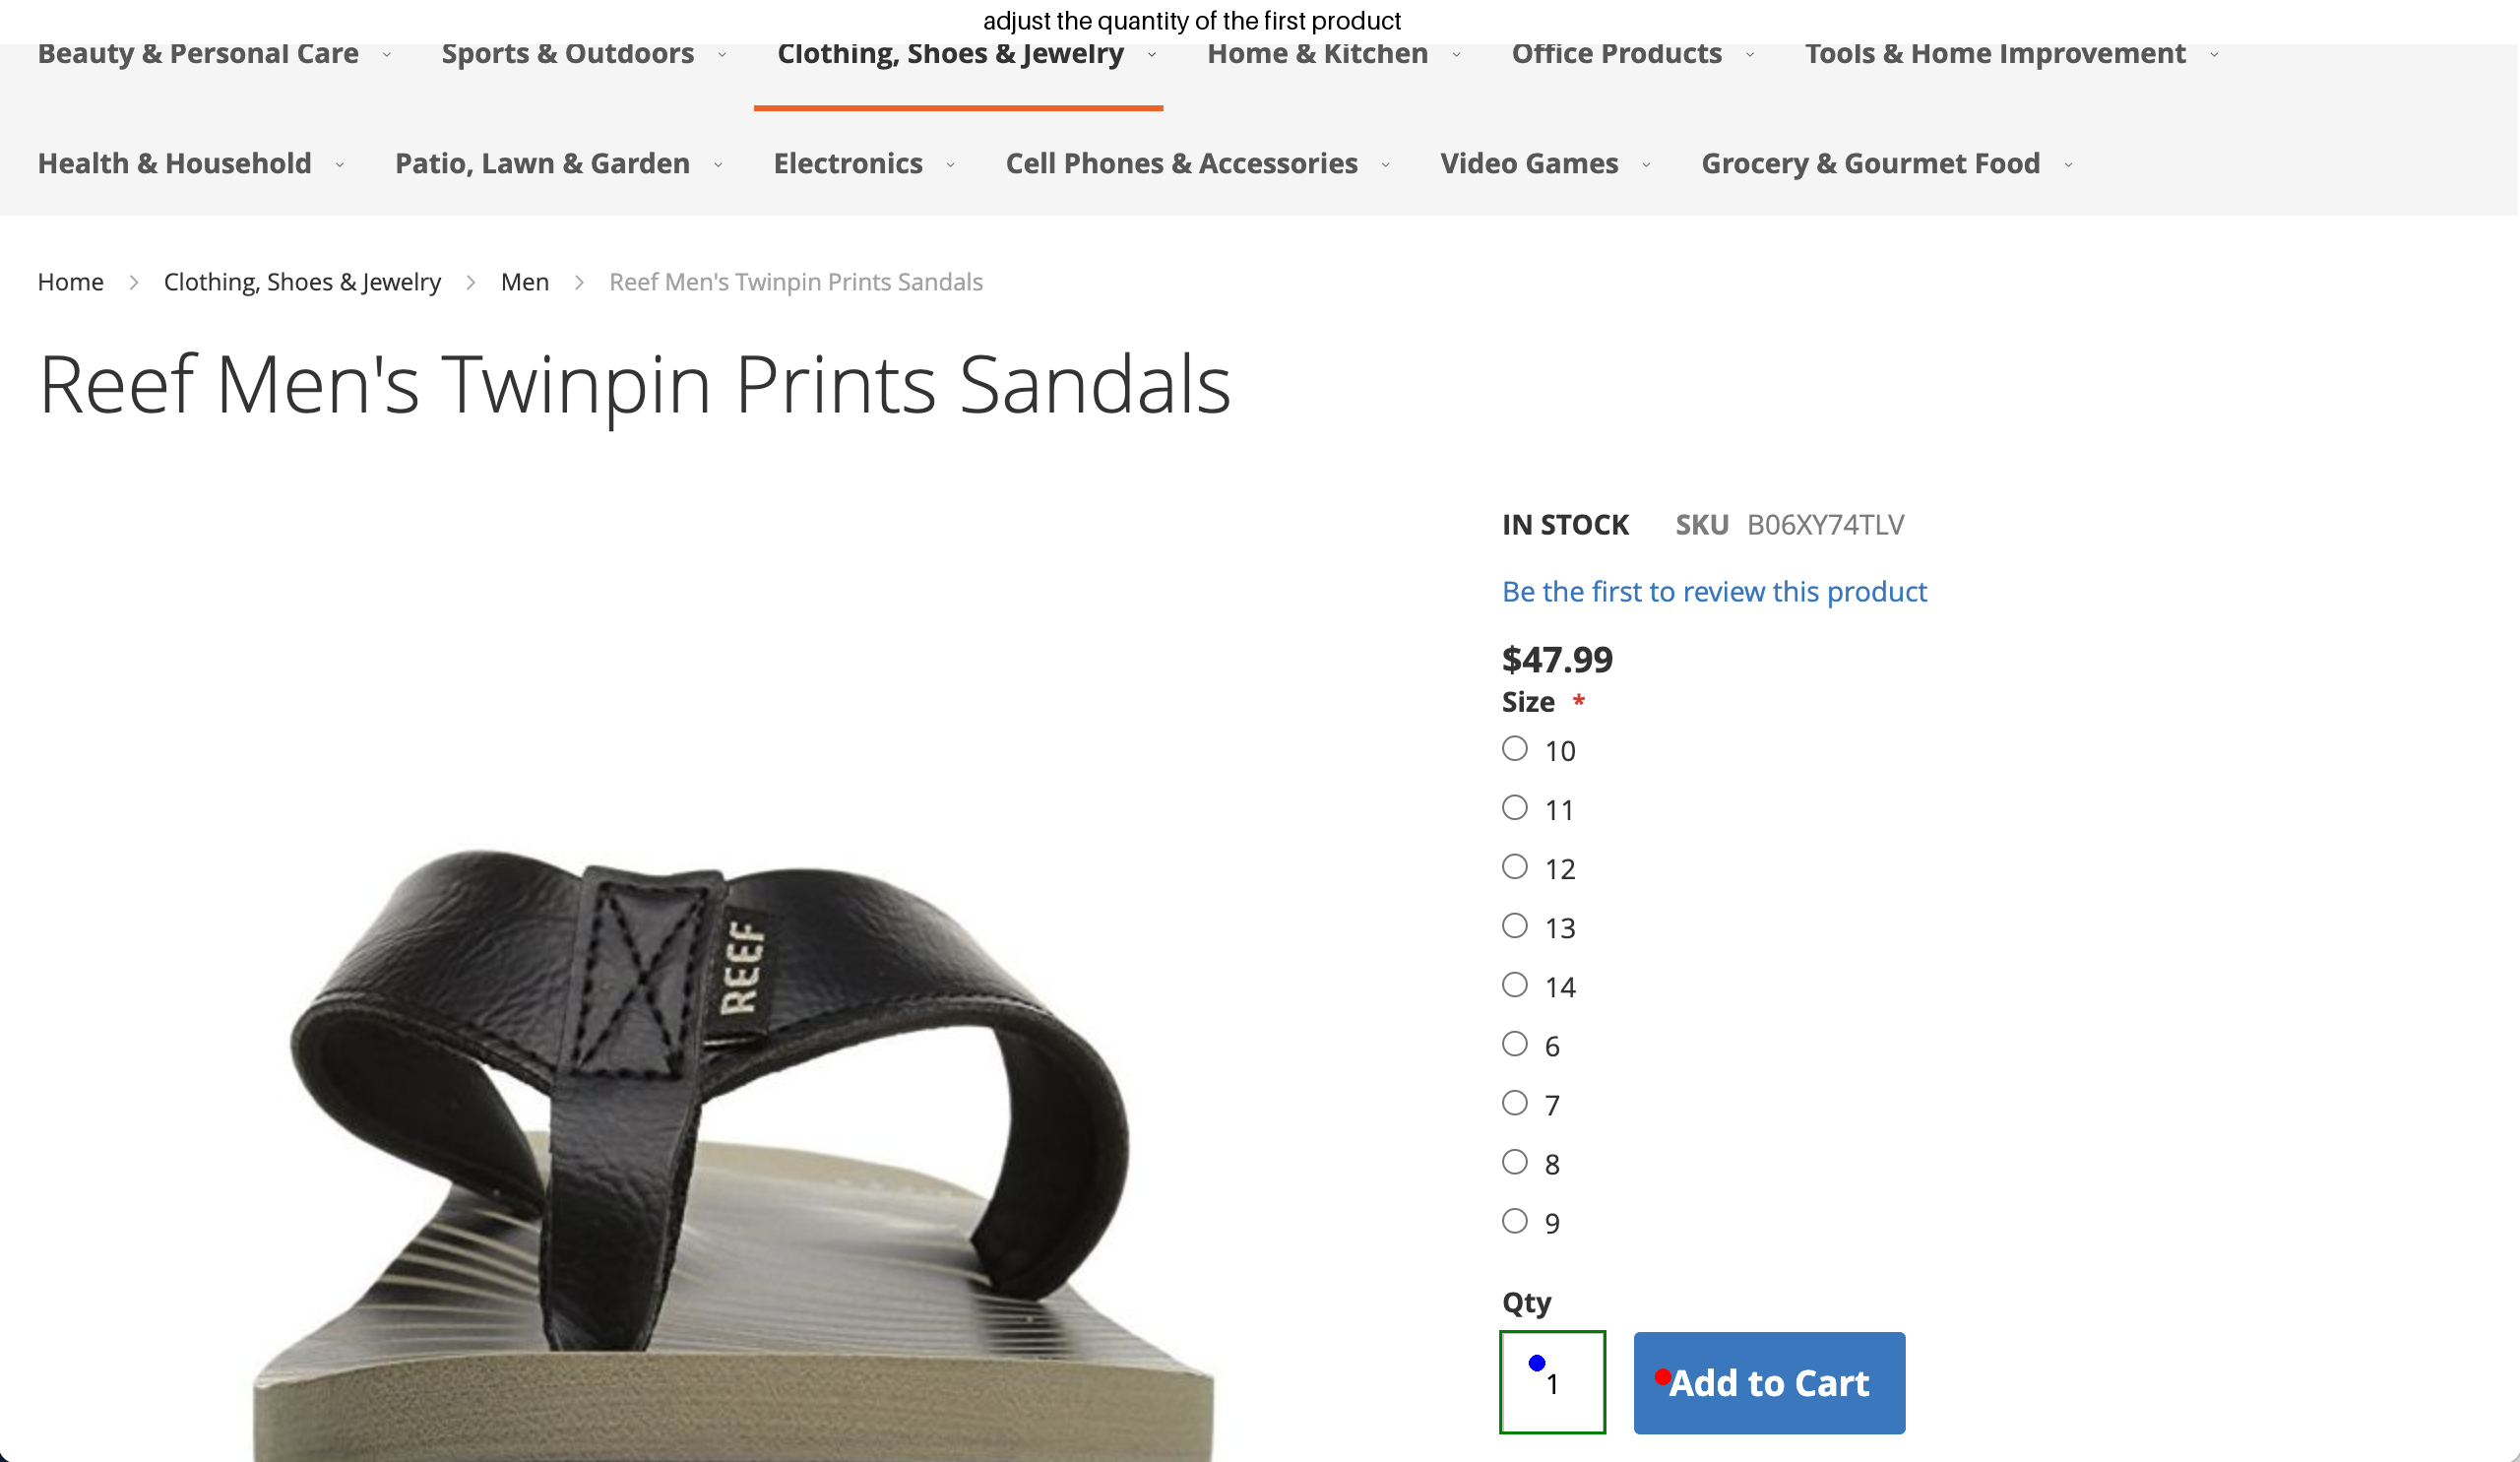 adjust the quantity of the first product
Beauty & Personal Care Sports & Outdoors Clothing, Shoes & Jewelry Home & Kitchen Office Products Tools & Home Improvement
Health & Household Patio, Lawn & Garden Electronics Cell Phones & Accessories Video Games Grocery & Gourmet Food
Home > Clothing, Shoes & Jewelry > Men > Reef Men's Twinpin Prints Sandals
Reef Men's Twinpin Prints Sandals
IN STOCK SKU B06XY74TLV
Be the first to review this product
$47.99
Size *
10
11
12
13
14
6
7
8
9
Qty
1 Add to Cart
REEF